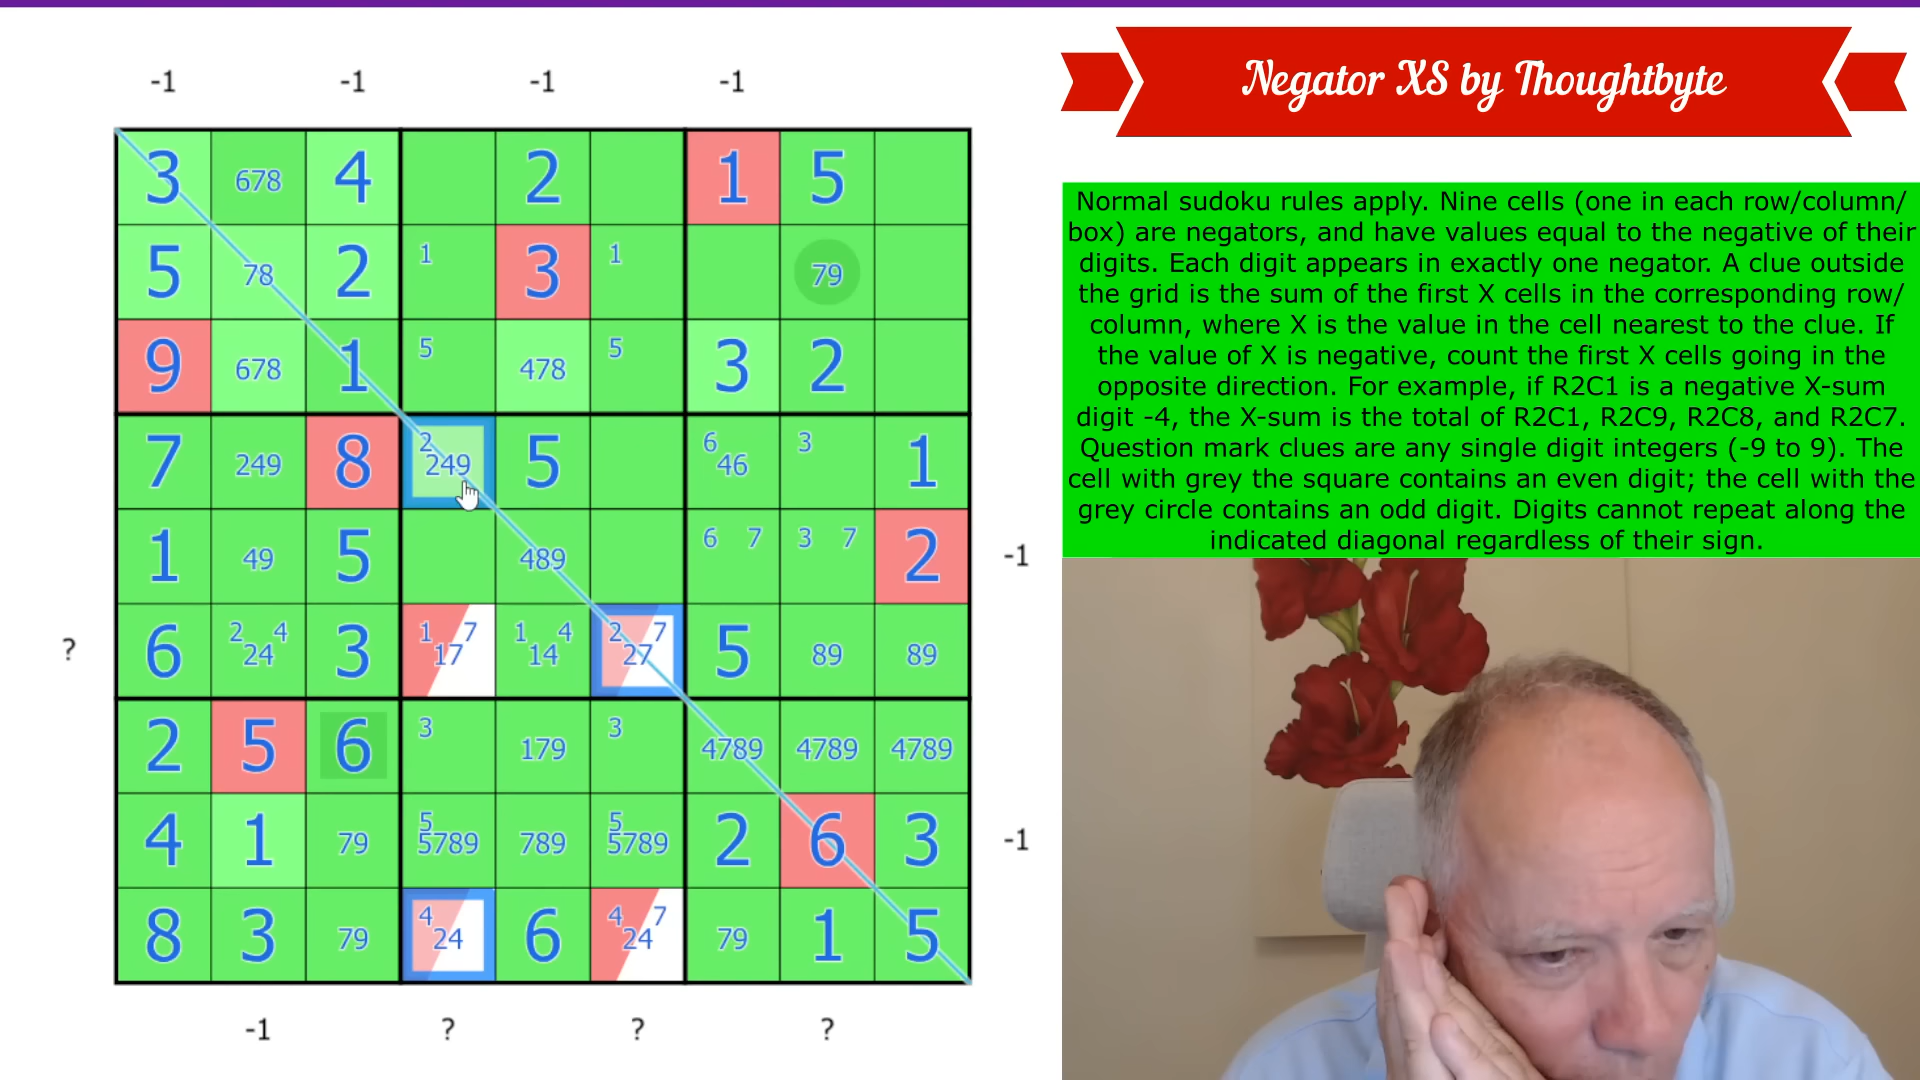 Negator XS by Thoughtbyte
-1 -1 -1 -1
3 678 4 2 1 5
5 78 2 1 3 1 79
9 678 1 5 478 5 3 2
7 249 8 2 249 5 6 46 3 1
1 49 5 489 6 7 3 7 2 -1
? 6 2 4 24 3 1 7 17 1 4 14 2 7 27 5 89 89
2 5 6 3 179 3 4789 4789 4789
4 1 79 5 5789 789 5 5789 2 6 3 -1
8 3 79 4 24 6 4 7 24 79 1 5
-1 ? ? ?
Normal sudoku rules apply. Nine cells (one in each row/column/
box) are negators, and have values equal to the negative of their
digits. Each digit appears in exactly one negator. A clue outside
the grid is the sum of the first X cells in the corresponding row/
column, where X is the value in the cell nearest to the clue. If
the value of X is negative, count the first X cells going in the
opposite direction. For example, if R2C1 is a negative X-sum
digit -4, the X-sum is the total of R2C1, R2C9, R2C8, and R2C7.
Question mark clues are any single digit integers (-9 to 9). The
cell with grey the square contains an even digit; the cell with the
grey circle contains an odd digit. Digits cannot repeat along the
indicated diagonal regardless of their sign.